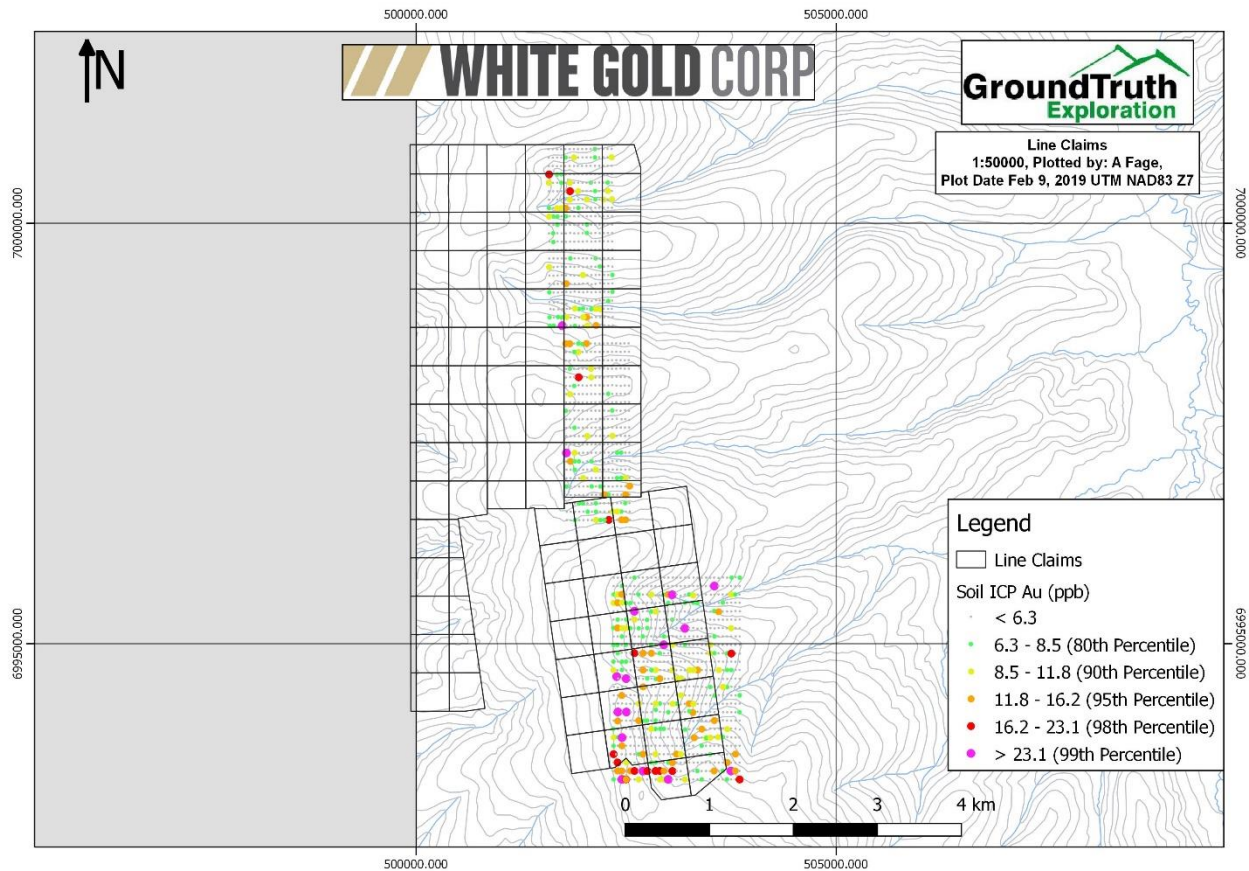 500000.000
505000.000
N
WHITE GOLD CORP
GroundTruth
Exploration
Line Claims
1:50000, Plotted by: A Fage,
Plot Date Feb 9, 2019 UTM NAD83 Z7
7000000.000
7000000.000
6995000.000
6995000.000
Legend
Line Claims
Soil ICP Au (ppb)
< 6.3
6.3 - 8.5 (80th Percentile)
8.5 - 11.8 (90th Percentile)
11.8 - 16.2 (95th Percentile)
16.2 - 23.1 (98th Percentile)
> 23.1 (99th Percentile)
0 1 2 3 4 km
500000.000
505000.000